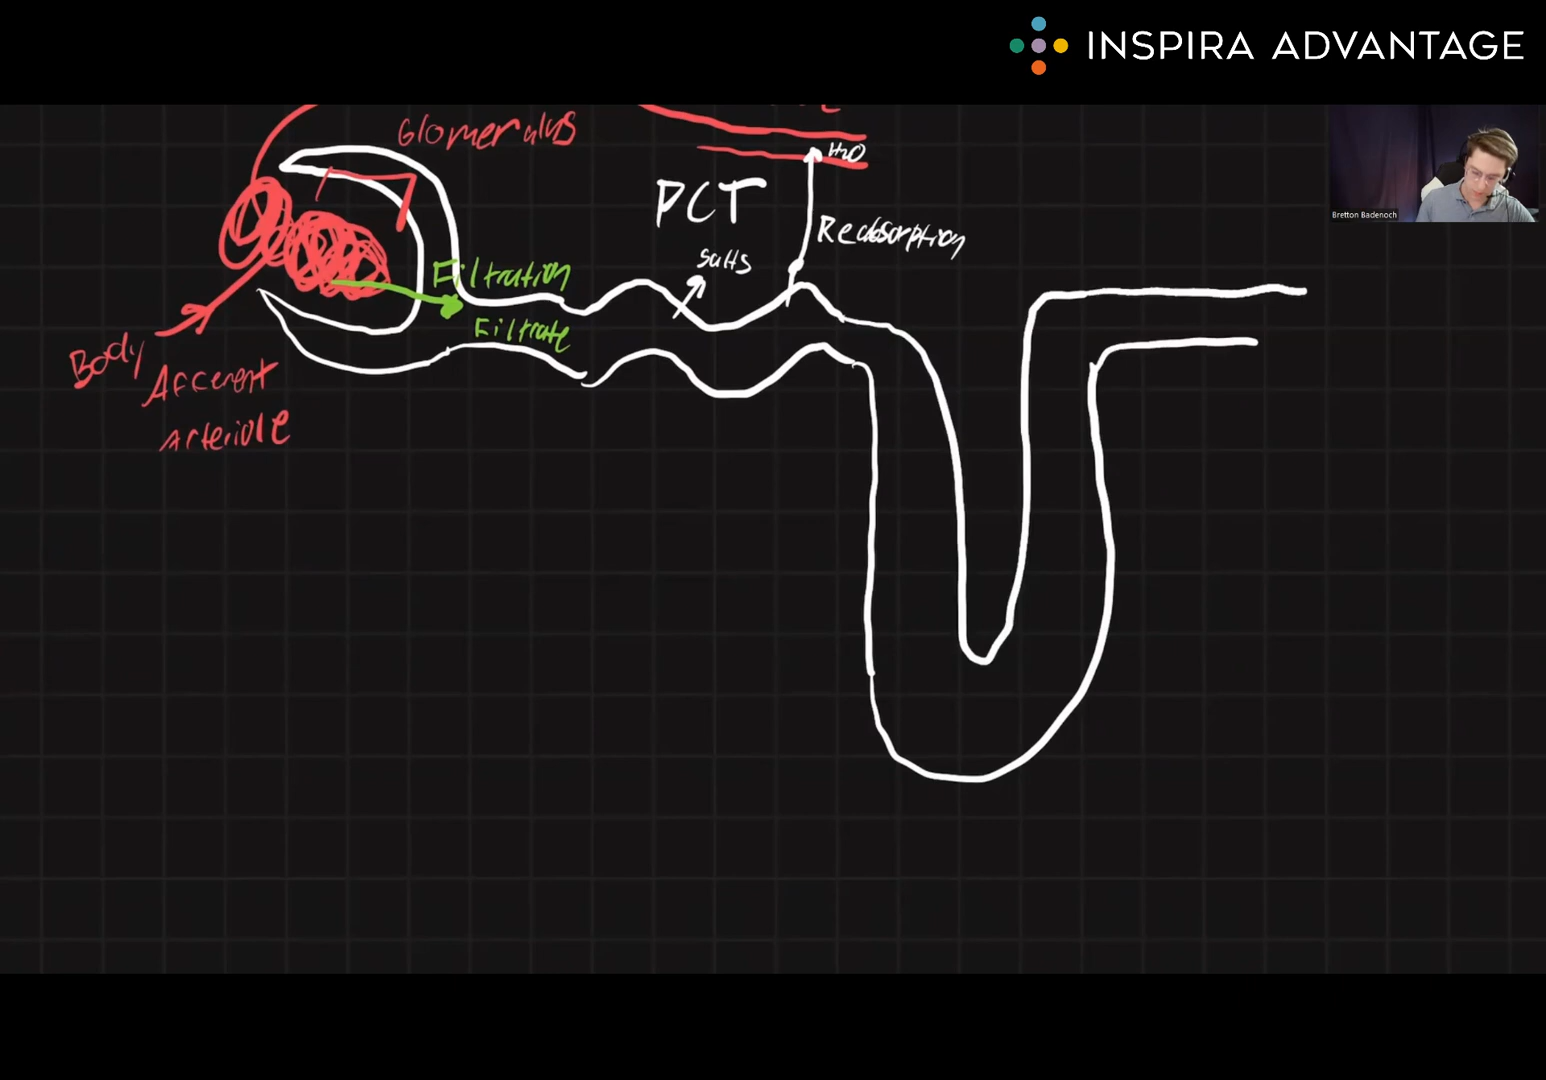 INSPIRA ADVANTAGE
Glomerulus
H2O
PCT
Reabsorption
salts
Filtration
Filtrate
Body
Afferent
Arteriole
Bretton Badenoch